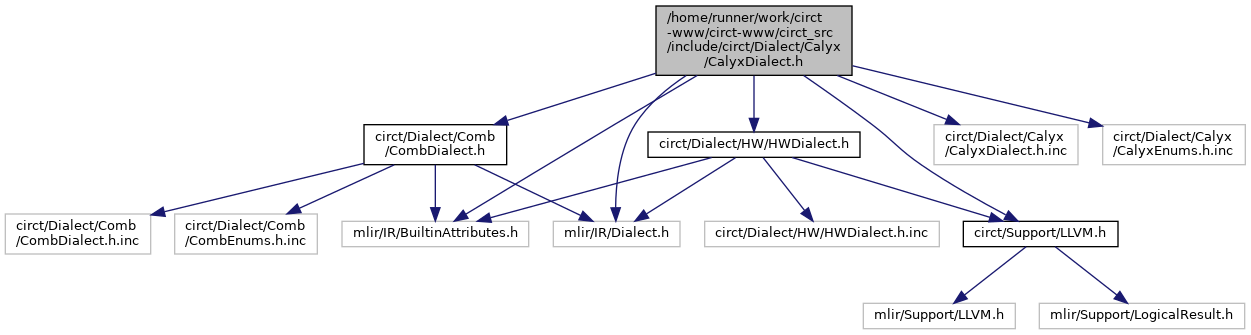 /home/runner/work/circt
-www/circt-www/circt_src
/include/circt/Dialect/Calyx
/CalyxDialect.h
circt/Dialect/Comb
/CombDialect.h
circt/Dialect/HW/HWDialect.h
circt/Dialect/Calyx
/CalyxDialect.h.inc
circt/Dialect/Calyx
/CalyxEnums.h.inc
circt/Dialect/Comb
/CombDialect.h.inc
circt/Dialect/Comb
/CombEnums.h.inc
mlir/IR/BuiltinAttributes.h
mlir/IR/Dialect.h
circt/Dialect/HW/HWDialect.h.inc
circt/Support/LLVM.h
mlir/Support/LLVM.h
mlir/Support/LogicalResult.h